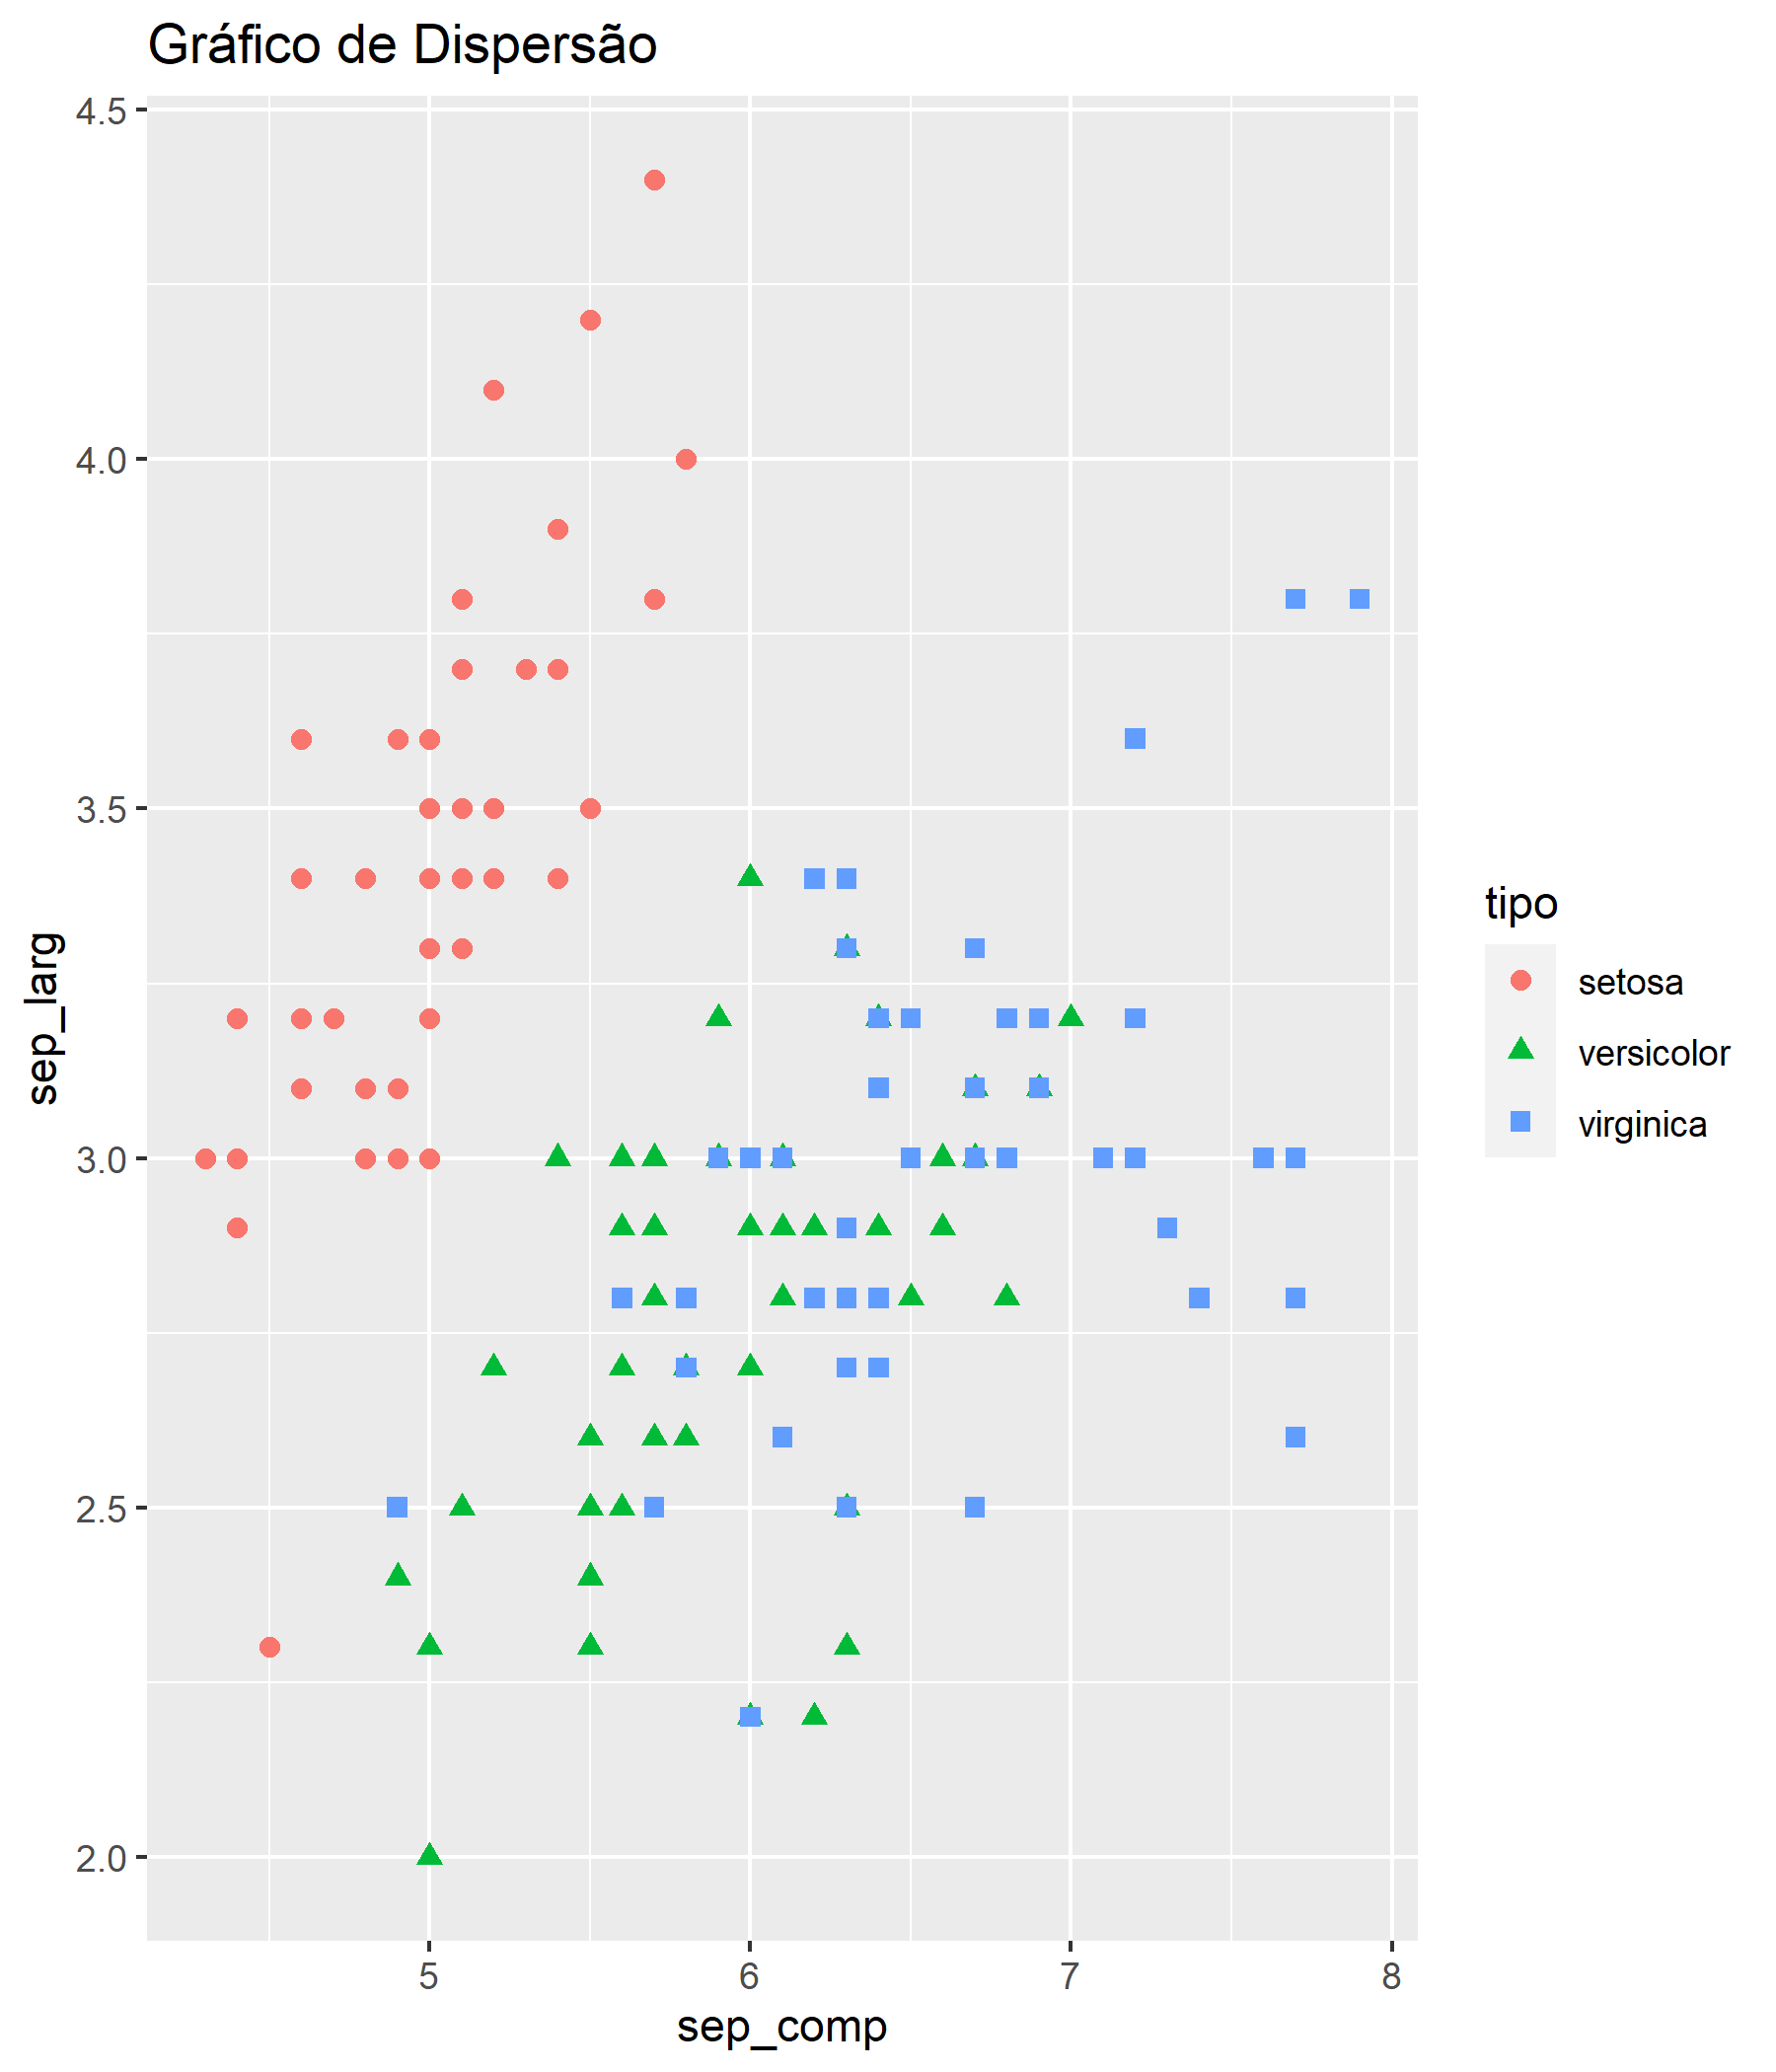 Gráfico de Dispersão
4.5
4.0
3.5
3.0
2.5
2.0
sep_larg
5 6 7 8
sep_comp
tipo
setosa
versicolor
virginica